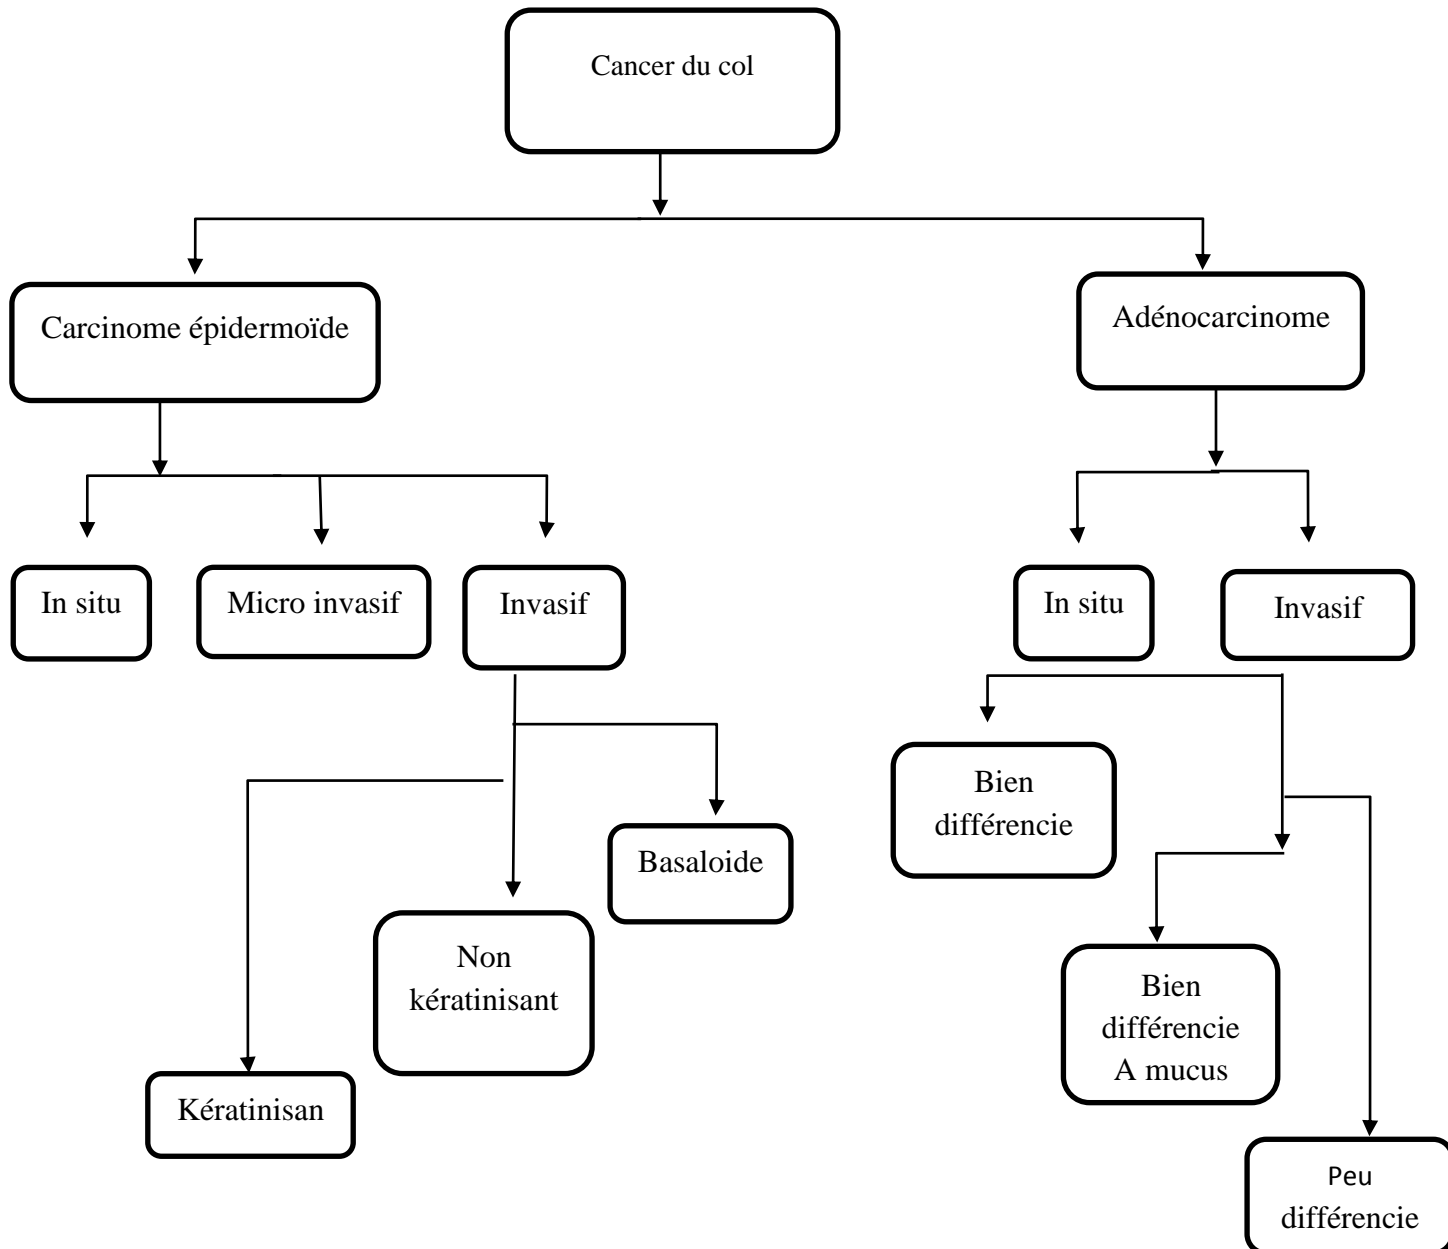 Cancer du col
Carcinome épidermoïde
Adénocarcinome
In situ
Micro invasif
Invasif
In situ
Invasif
Bien
différencie
Basaloide
Non
kératinisant
Bien
différencie
A mucus
Kératinisan
Peu
différencie